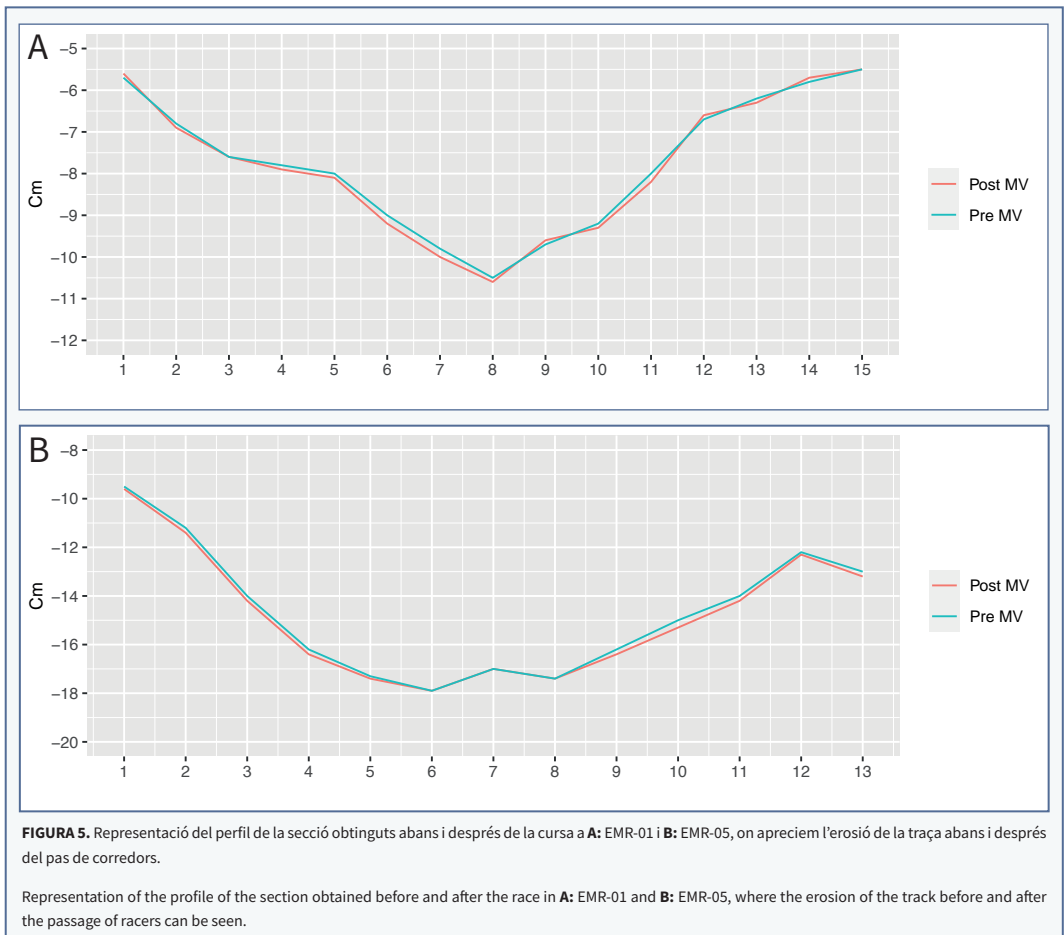 A
−5
−6
−7
−8
−9
−10
−11
−12
Cm
1 2 3 4 5 6 7 8 9 10 11 12 13 14 15
Post MV
Pre MV
B
−8
−10
−12
−14
−16
−18
−20
Cm
1 2 3 4 5 6 7 8 9 10 11 12 13
Post MV
Pre MV
FIGURA 5. Representació del perfil de la secció obtinguts abans i després de la cursa a A: EMR-01 i B: EMR-05, on apreciem l’erosió de la traça abans i després
del pas de corredors.
Representation of the profile of the section obtained before and after the race in A: EMR-01 and B: EMR-05, where the erosion of the track before and after
the passage of racers can be seen.